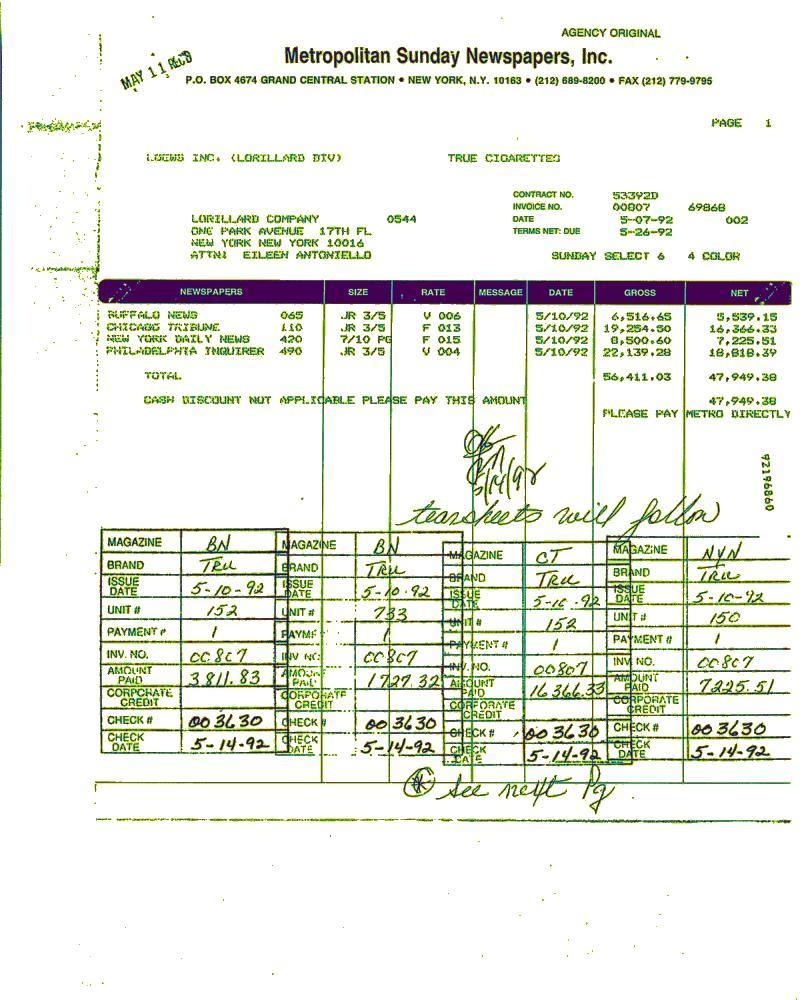 AGENCY ORIGINAL
MAY 11 REC'D
Metropolitan Sunday Newspapers, Inc.
P.O. BOX 4674 GRAND CENTRAL STATION • NEW YORK, N.Y. 10163 • (212) 689-8200 • FAX (212) 779-9795
PAGE 1
LOEWS INC. (LORILLARD DIV) TRUE CIGARETTES
CONTRACT NO. 53392D
INVOICE NO. 00807 69868
LORILLARD COMPANY 0544 DATE 5-07-92 002
ONE PARK AVENUE 17TH FL TERMS NET: DUE 5-26-92
NEW YORK NEW YORK 10016
ATTN: EILEEN ANTONIELLO SUNDAY SELECT 6 4 COLOR
NEWSPAPERS SIZE RATE MESSAGE DATE GROSS NET
BUFFALO NEWS 065 JR 3/5 V 006 5/10/92 6,516.65 5,539.15
CHICAGO TRIBUNE 110 JR 3/5 F 013 5/10/92 19,254.50 16,366.33
NEW YORK DAILY NEWS 420 7/10 PG F 015 5/10/92 8,500.60 7,225.51
PHILADELPHIA INQUIRER 490 JR 3/5 V 004 5/10/92 22,139.28 18,818.39
TOTAL 56,411.03 47,949.38
CASH DISCOUNT NOT APPLICABLE PLEASE PAY THIS AMOUNT 47,949.38
PLEASE PAY METRO DIRECTLY
OK
5/14/92
92196860
tearsheets will follow
MAGAZINE BN MAGAZINE BN MAGAZINE CT MAGAZINE NYN
BRAND TRU BRAND TRU BRAND TRU BRAND TRU
ISSUE DATE 5-10-92 ISSUE DATE 5-10-92 ISSUE DATE 5-10-92 ISSUE DATE 5-10-92
UNIT # 152 UNIT # 733 UNIT # 152 UNIT # 150
PAYMENT # 1 PAYM 1 PAYMENT # 1 PAYMENT # 1
INV. NO. 00807 INV NO. 00807 INV. NO. 00807 INV. NO. 00807
AMOUNT PAID 3811.83 AMOUNT PAID 1727.32 AMOUNT PAID 16366.33 AMOUNT PAID 7225.51
CORPORATE CREDIT CORPORATE CREDIT CORPORATE CREDIT CORPORATE CREDIT
CHECK # 003630 CHECK # 003630 CHECK # 003630 CHECK # 003630
CHECK DATE 5-14-92 CHECK DATE 5-14-92 CHECK DATE 5-14-92 CHECK DATE 5-14-92
* See next Pg